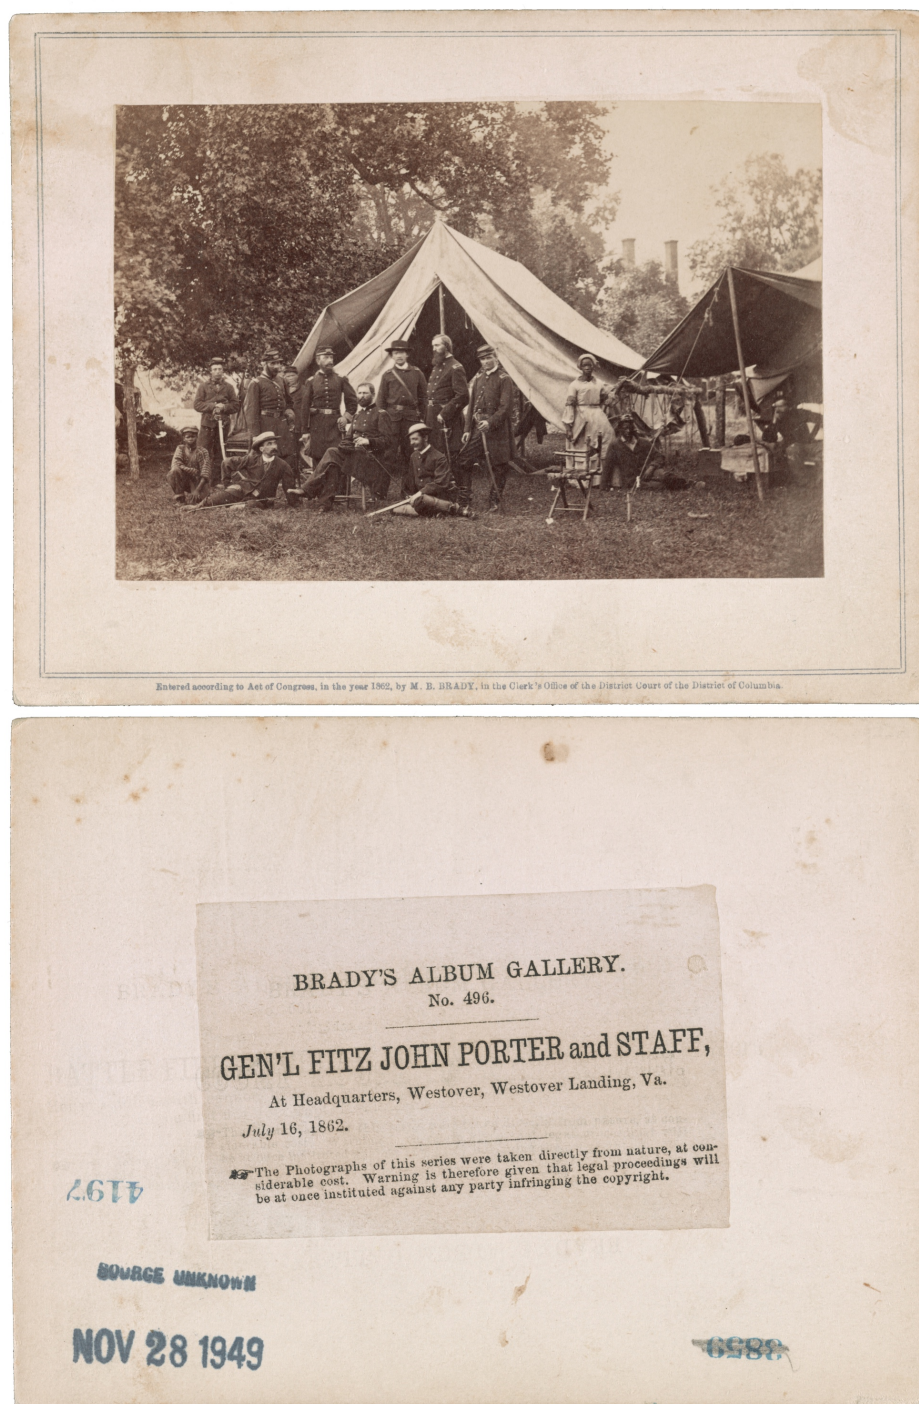 Entered according to Act of Congress, in the year 1862, by M. B. BRADY, in the Clerk's Office of the District Court of the District of Columbia.
BRADY'S ALBUM GALLERY.
No. 496.
GEN'L FITZ JOHN PORTER and STAFF,
At Headquarters, Westover, Westover Landing, Va.
July 16, 1862.
☞The Photographs of this series were taken directly from nature, at con-
siderable cost. Warning is therefore given that legal proceedings will
be at once instituted against any party infringing the copyright.
4197
SOURCE UNKNOWN
NOV 28 1949